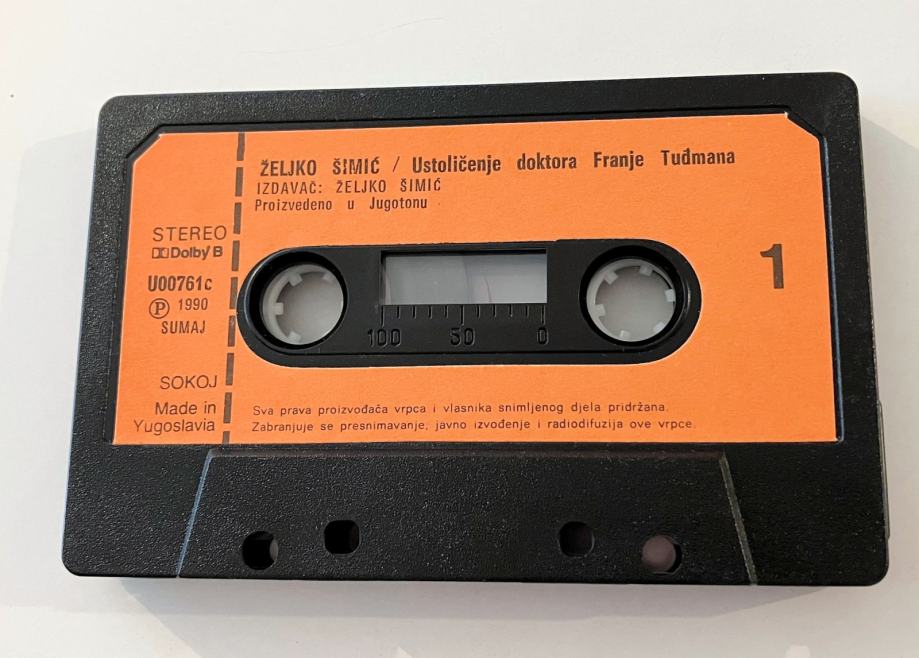 ŽELJKO ŠIMIĆ / Ustoličenje doktora Franje Tuđmana
IZDAVAČ: ŽELJKO ŠIMIĆ
Proizvedeno u Jugotonu
STEREO
Dolby B
U00761c
Ⓟ 1990
SUMAJ
SOKOJ
Made in
Yugoslavia
1
100 50 0
Sva prava proizvođača vrpca i vlasnika snimljenog djela pridržana.
Zabranjuje se presnimavanje, javno izvođenje i radiodifuzija ove vrpce.